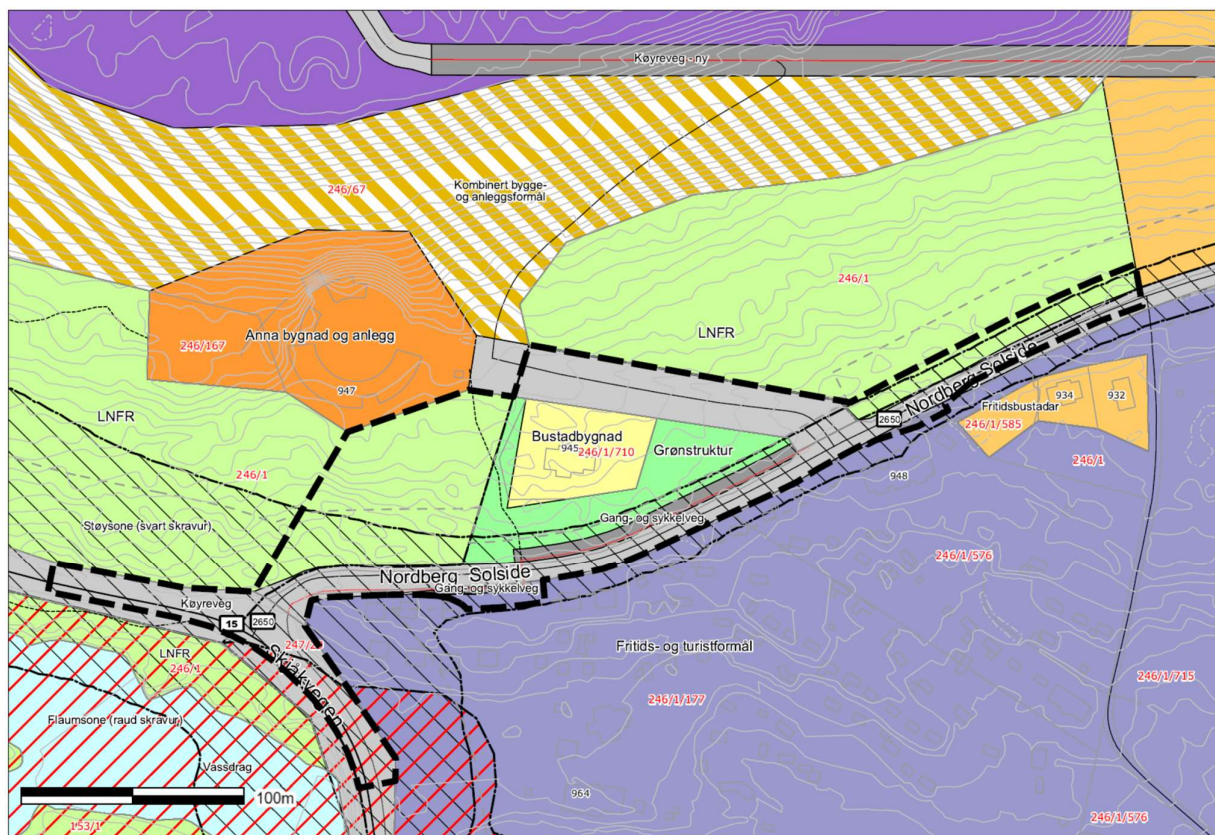 Køyreveg - ny
246/67
Kombinert bygge-
og anleggsformål
246/1
Anna bygnad og anlegg
246/167
LNFR
947
LNFR
Nordberg Solside
934
932
Fritidsbustadar
2650
246/1/585
Bustadbygnad
945
246/1/710
Grønstruktur
246/1
246/1
948
Støysone (svart skravur)
Gang- og sykkelveg
246/1/576
Nordberg Solside
Gang- og sykkelveg
Køyreveg
15
2650
Skjåkvegen
LNFR
246/1
Fritids- og turistformål
246/1/715
246/1/177
Flaumsone (raud skravur)
Vassdrag
100m
964
153/1
246/1/576